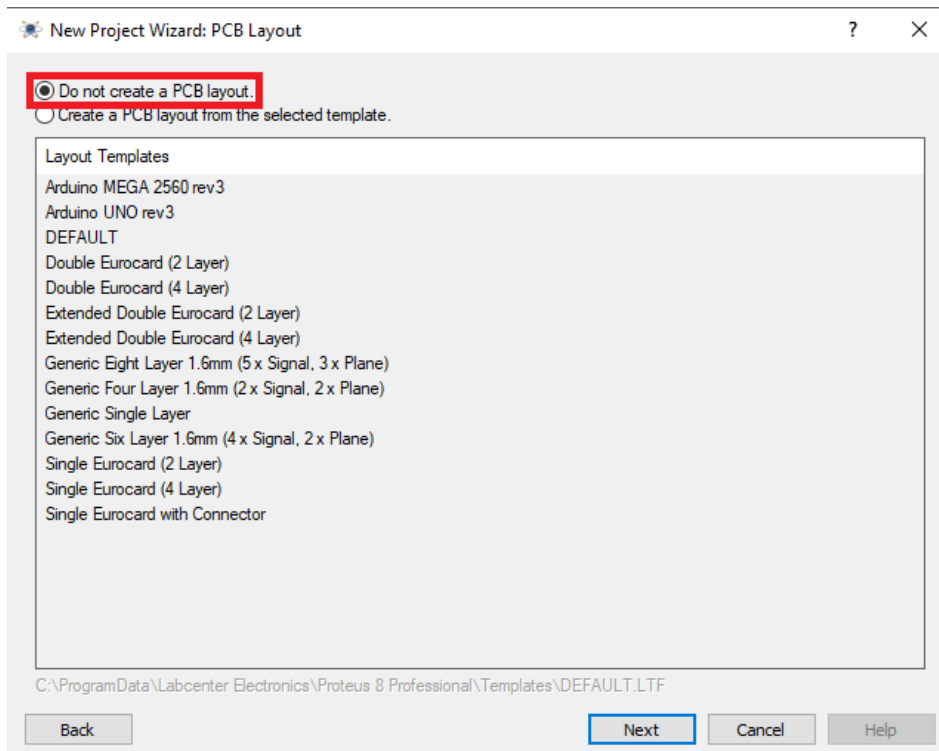 New Project Wizard: PCB Layout
?
Do not create a PCB layout.
Create a PCB layout from the selected template.
Layout Templates
Arduino MEGA 2560 rev3
Arduino UNO rev3
DEFAULT
Double Eurocard (2 Layer)
Double Eurocard (4 Layer)
Extended Double Eurocard (2 Layer)
Extended Double Eurocard (4 Layer)
Generic Eight Layer 1.6mm (5 x Signal, 3 x Plane)
Generic Four Layer 1.6mm (2 x Signal, 2 x Plane)
Generic Single Layer
Generic Six Layer 1.6mm (4 x Signal, 2 x Plane)
Single Eurocard (2 Layer)
Single Eurocard (4 Layer)
Single Eurocard with Connector
C:\ProgramData\Labcenter Electronics\Proteus 8 Professional\Templates\DEFAULT.LTF
Back Next Cancel Help